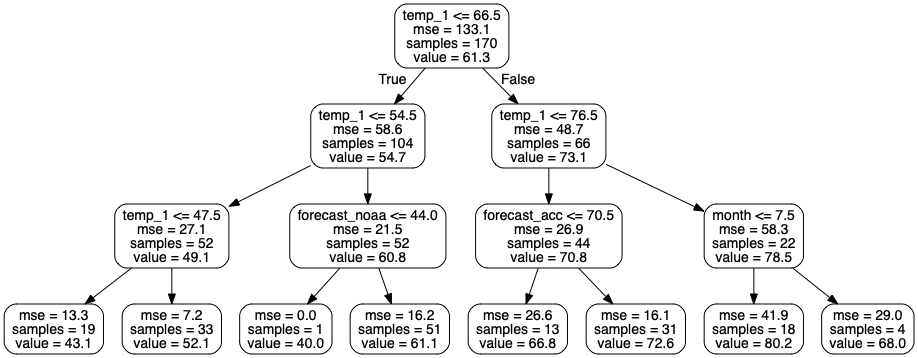 temp_1 <= 66.5
mse = 133.1
samples = 170
value = 61.3
True
False
temp_1 <= 54.5
mse = 58.6
samples = 104
value = 54.7
temp_1 <= 76.5
mse = 48.7
samples = 66
value = 73.1
temp_1 <= 47.5
mse = 27.1
samples = 52
value = 49.1
forecast_noaa <= 44.0
mse = 21.5
samples = 52
value = 60.8
forecast_acc <= 70.5
mse = 26.9
samples = 44
value = 70.8
month <= 7.5
mse = 58.3
samples = 22
value = 78.5
mse = 13.3
samples = 19
value = 43.1
mse = 7.2
samples = 33
value = 52.1
mse = 0.0
samples = 1
value = 40.0
mse = 16.2
samples = 51
value = 61.1
mse = 26.6
samples = 13
value = 66.8
mse = 16.1
samples = 31
value = 72.6
mse = 41.9
samples = 18
value = 80.2
mse = 29.0
samples = 4
value = 68.0